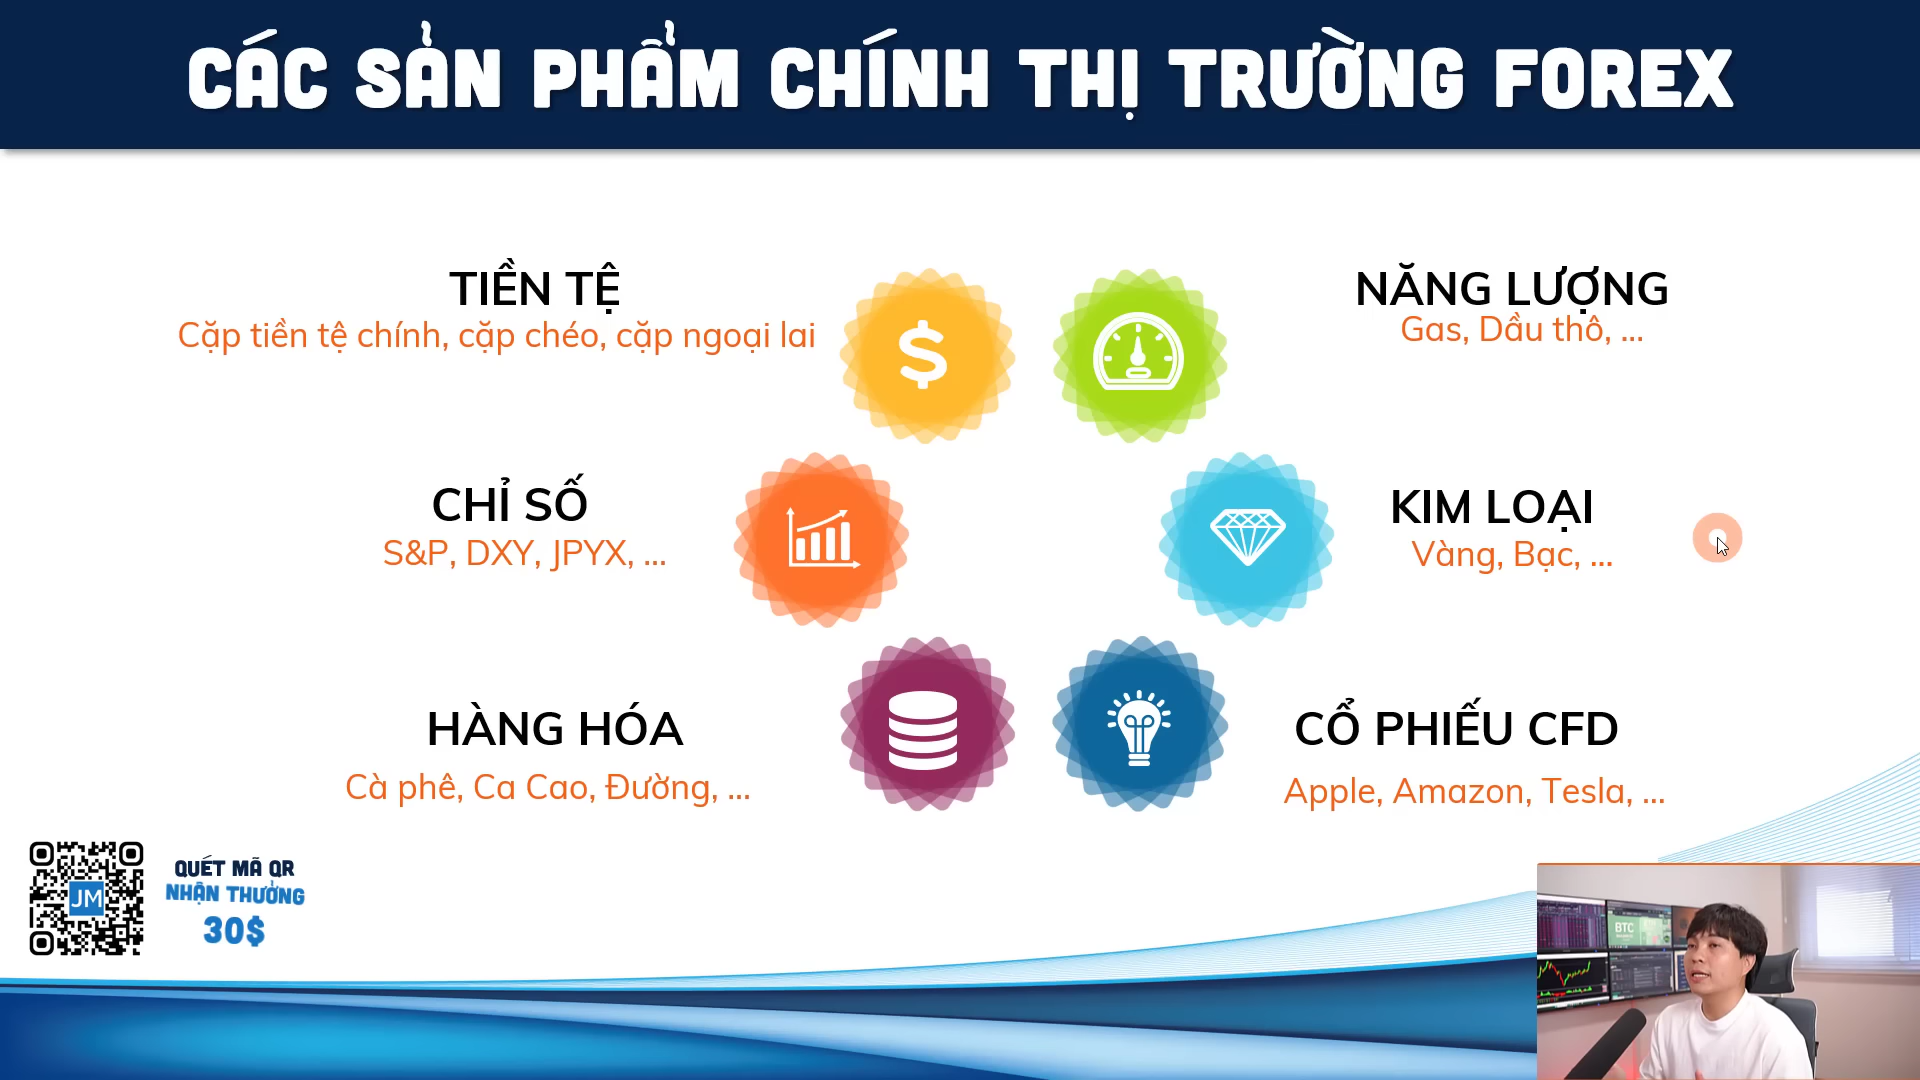 CÁC SẢN PHẨM CHÍNH THỊ TRƯỜNG FOREX
TIỀN TỆ
Cặp tiền tệ chính, cặp chéo, cặp ngoại lai
NĂNG LƯỢNG
Gas, Dầu thô, ...
CHỈ SỐ
S&P, DXY, JPYX, ...
KIM LOẠI
Vàng, Bạc, ...
HÀNG HÓA
Cà phê, Ca Cao, Đường, ...
CỔ PHIẾU CFD
Apple, Amazon, Tesla, ...
JM
QUÉT MÃ QR
NHẬN THƯỞNG
30$
BTC